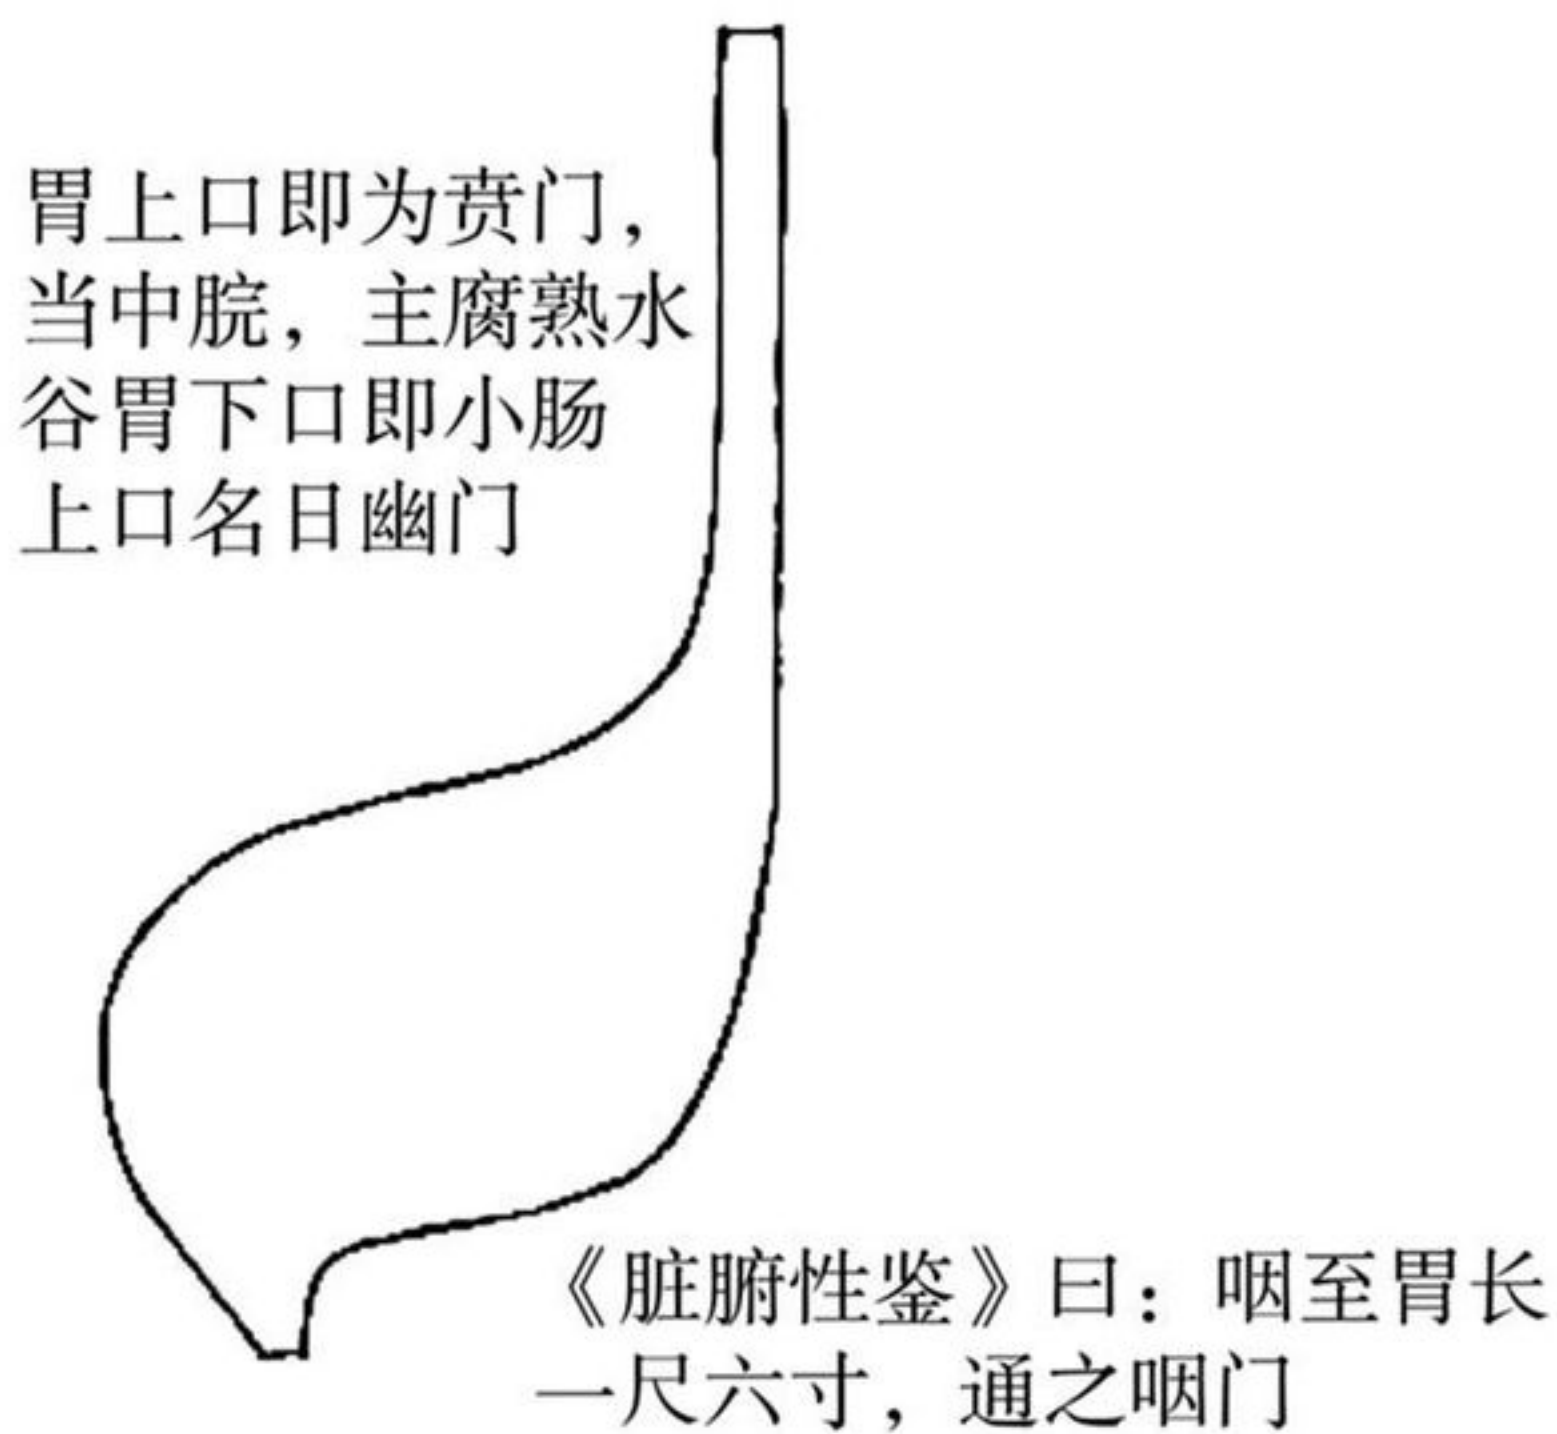 胃上口即为贲门，
当中脘，主腐熟水
谷胃下口即小肠
上口名日幽门
《脏腑性鉴》曰：咽至胃长
一尺六寸，通之咽门